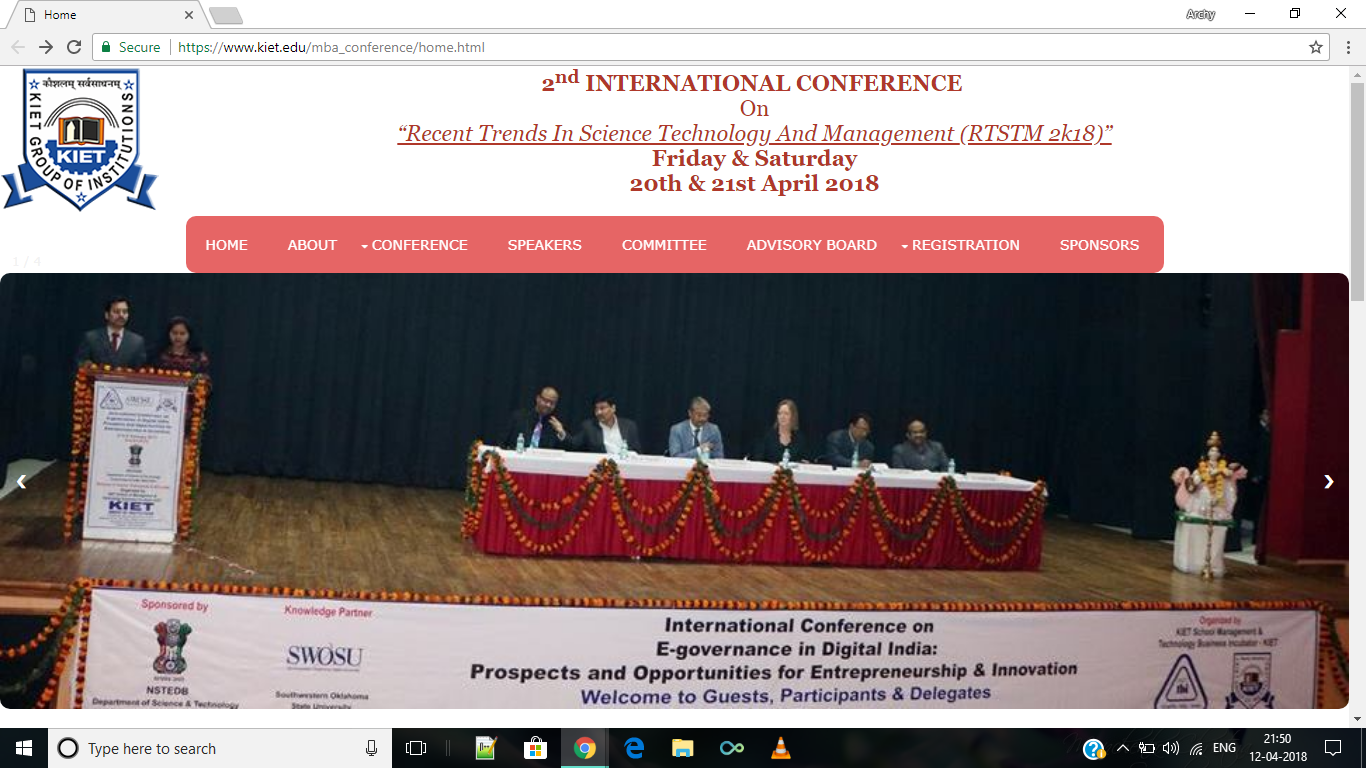 Home
Archy
Secure
https://www.kiet.edu/mba_conference/home.html
कौशलम् सर्वसाधनम्
KIET GROUP OF INSTITUTIONS
KIET
2nd INTERNATIONAL CONFERENCE
On
“Recent Trends In Science Technology And Management (RTSTM 2k18)”
Friday & Saturday
20th & 21st April 2018
HOME ABOUT CONFERENCE SPEAKERS COMMITTEE ADVISORY BOARD REGISTRATION SPONSORS
1 / 4
KIET
Sponsored by
NSTEDB
Department of Science & Technology
Knowledge Partner
SWOSU
Southwestern Oklahoma
State University
International Conference on
E-governance in Digital India:
Prospects and Opportunities for Entrepreneurship & Innovation
Welcome to Guests, Participants & Delegates
Organized by
KIET School Management &
Technology Business Incubator - KIET
Type here to search
ENG
21:50
12-04-2018